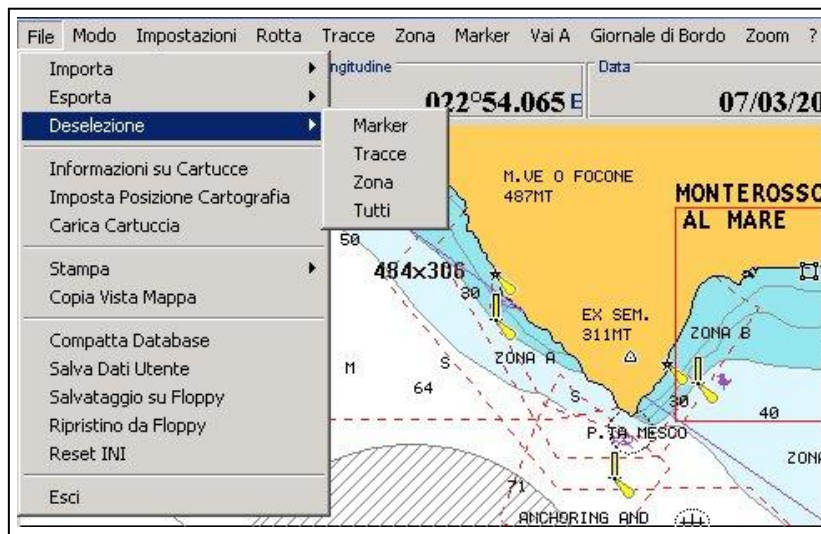 File Modo Impostazioni Rotta Tracce Zona Marker Vai A Giornale di Bordo Zoom ?
ngitudine
Data
022°54.065 E
07/03/20
Importa
Esporta
Deselezione
Informazioni su Cartucce
Imposta Posizione Cartografia
Carica Cartuccia
Stampa
Copia Vista Mappa
Compatta Database
Salva Dati Utente
Salvataggio su Floppy
Ripristino da Floppy
Reset INI
Esci
Marker
Tracce
Zona
Tutti
M.VE O FOCONE
487MT
MONTEROSSO
AL MARE
50
484x306
30
EX SEM.
311MT
ZONA B
M
S
ZONA A
64
S
30
40
P.TA MESCO
ZONA
71
ANCHORING AND